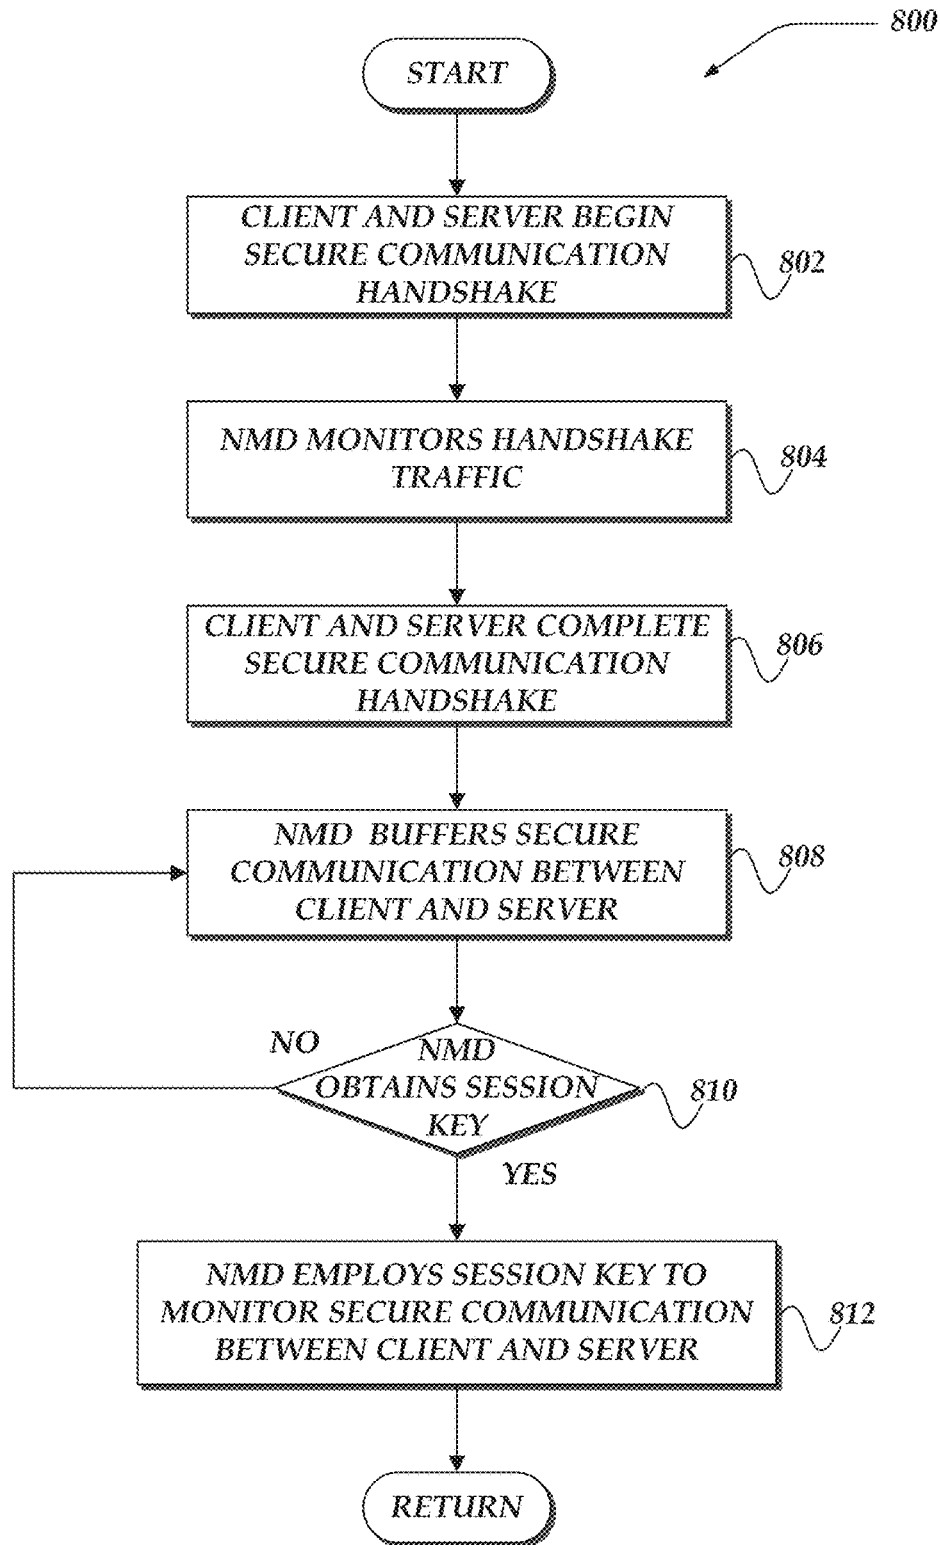 800
START
CLIENT AND SERVER BEGIN
SECURE COMMUNICATION
HANDSHAKE
802
NMD MONITORS HANDSHAKE
TRAFFIC
804
CLIENT AND SERVER COMPLETE
SECURE COMMUNICATION
HANDSHAKE
806
NMD BUFFERS SECURE
COMMUNICATION BETWEEN
CLIENT AND SERVER
808
NO
NMD
OBTAINS SESSION
KEY
810
YES
NMD EMPLOYS SESSION KEY TO
MONITOR SECURE COMMUNICATION
BETWEEN CLIENT AND SERVER
812
RETURN